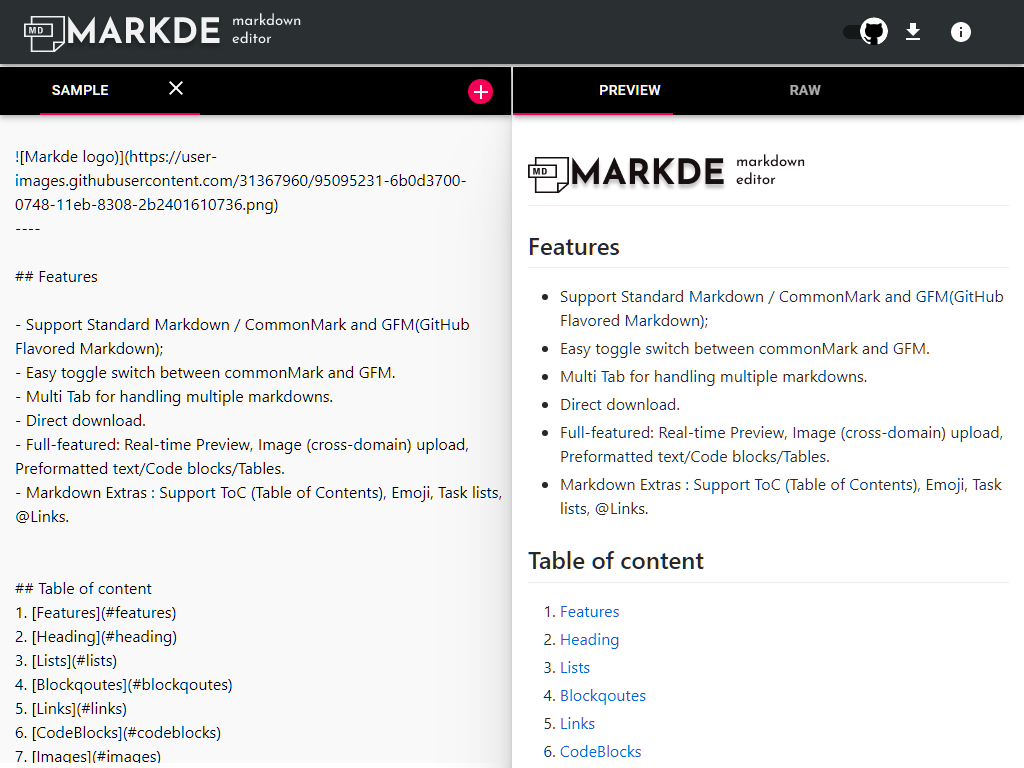 MD MARKDE markdown
editor
SAMPLE
PREVIEW
RAW
![Markde logo)](https://user-
images.githubusercontent.com/31367960/95095231-6b0d3700-
0748-11eb-8308-2b2401610736.png)
----
## Features
- Support Standard Markdown / CommonMark and GFM(GitHub
Flavored Markdown);
- Easy toggle switch between commonMark and GFM.
- Multi Tab for handling multiple markdowns.
- Direct download.
- Full-featured: Real-time Preview, Image (cross-domain) upload,
Preformatted text/Code blocks/Tables.
- Markdown Extras : Support ToC (Table of Contents), Emoji, Task lists,
@Links.
## Table of content
1. [Features](#features)
2. [Heading](#heading)
3. [Lists](#lists)
4. [Blockqoutes](#blockqoutes)
5. [Links](#links)
6. [CodeBlocks](#codeblocks)
7. [Images](#images)
MD MARKDE markdown
editor
Features
Support Standard Markdown / CommonMark and GFM(GitHub
Flavored Markdown);
Easy toggle switch between commonMark and GFM.
Multi Tab for handling multiple markdowns.
Direct download.
Full-featured: Real-time Preview, Image (cross-domain) upload,
Preformatted text/Code blocks/Tables.
Markdown Extras : Support ToC (Table of Contents), Emoji, Task
lists, @Links.
Table of content
1. Features
2. Heading
3. Lists
4. Blockqoutes
5. Links
6. CodeBlocks